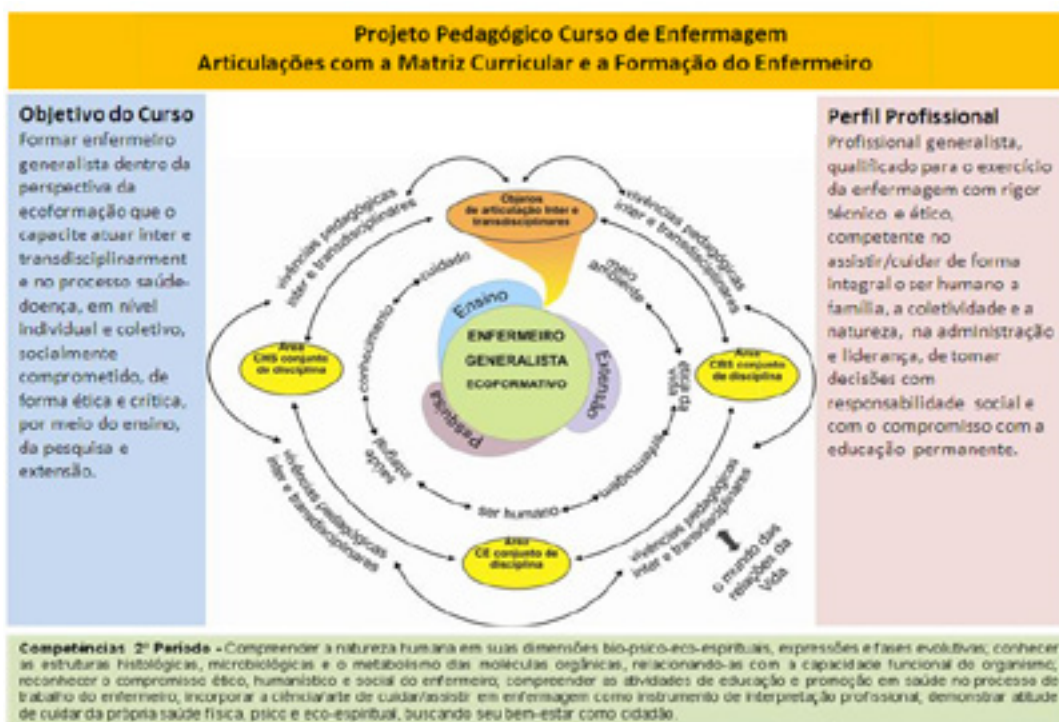 Projeto Pedagógico Curso de Enfermagem
Articulações com a Matriz Curricular e a Formação do Enfermeiro
Objetivo do Curso
Formar enfermeiro
generalista dentro da
perspectiva da
ecoformação que o
capacite atuar inter e
transdisciplinarment
e no processo saúde-
doença, em nível
individual e coletivo,
socialmente
comprometido, de
forma ética e crítica,
por meio do ensino,
da pesquisa e
extensão.
vivências pedagógicas
inter e transdisciplinares
Objetos
de articulação Inter e
transdisciplinares
vivências pedagógicas
inter e transdisciplinares
cuidado
meio
ambiente
conhecimento
Ensino
ENFERMEIRO
GENERALISTA
ECOFORMATIVO
Extensão
Pesquisa
Área
CHS conjunto
de disciplina
Área
CBS conjunto
de disciplina
vida
saúde
integral
enfermagem
ser humano
Área
CE conjunto de
disciplina
vivências pedagógicas
inter e transdisciplinares
vivências pedagógicas
inter e transdisciplinares
o mundo das
relações da
Vida
Perfil Profissional
Profissional generalista,
qualificado para o exercício
da enfermagem com rigor
técnico e ético,
competente no
assistir/cuidar de forma
integral o ser humano a
família, a coletividade e a
natureza, na administração
e liderança, de tomar
decisões com
responsabilidade social e
com o compromisso com a
educação permanente.
Competências 2º Período - Compreender a natureza humana em suas dimensões bio-psico-eco-espirituais, expressões e fases evolutivas; conhecer
as estruturas histológicas, microbiológicas e o metabolismo das moléculas orgânicas, relacionando-as com a capacidade funcional do organismo;
reconhecer o compromisso ético, humanístico e social do enfermeiro; compreender as atividades de educação e promoção em saúde no processo de
trabalho do enfermeiro; incorporar a ciência/arte de cuidar/assistir em enfermagem como instrumento de interpretação profissional, demonstrar atitude
de cuidar da própria saúde física, psico e eco-espiritual, buscando seu bem-estar como cidadão.